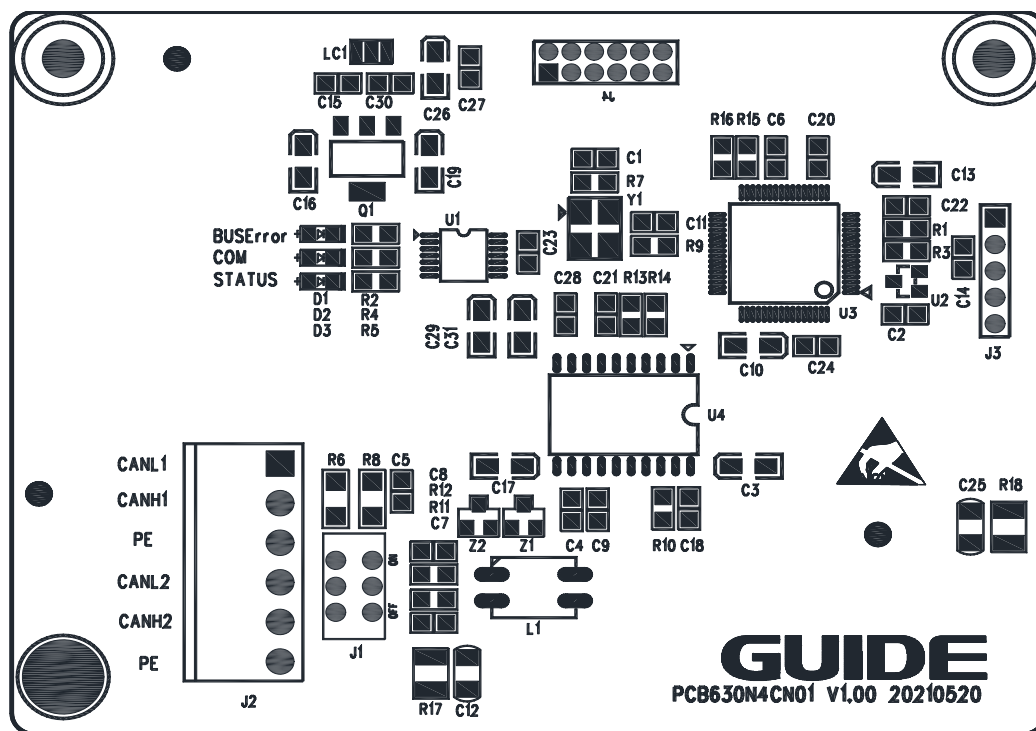 LC1
C15 C30
C26
C27
J4
R16 R15 C6 C20
C16
Q1
C19
C1
R7
Y1
C11
R9
C13
C22
R1
R3
U2
C14
C2
J3
BUSError
COM
STATUS
D1 R2
D2 R4
D3 R5
U1
C23
C28 C21 R13 R14
C29
C31
U3
C10
C24
U4
CANL1
CANH1
PE
CANL2
CANH2
PE
J2
R6 R8 C5
C8
R12
R11
C7
C17
Z2 Z1
C4 C9
R10 C18
C3
C25 R18
ON
OFF
J1
L1
R17 C12
GUIDE
PCB630N4CN01 V1.00 20210520